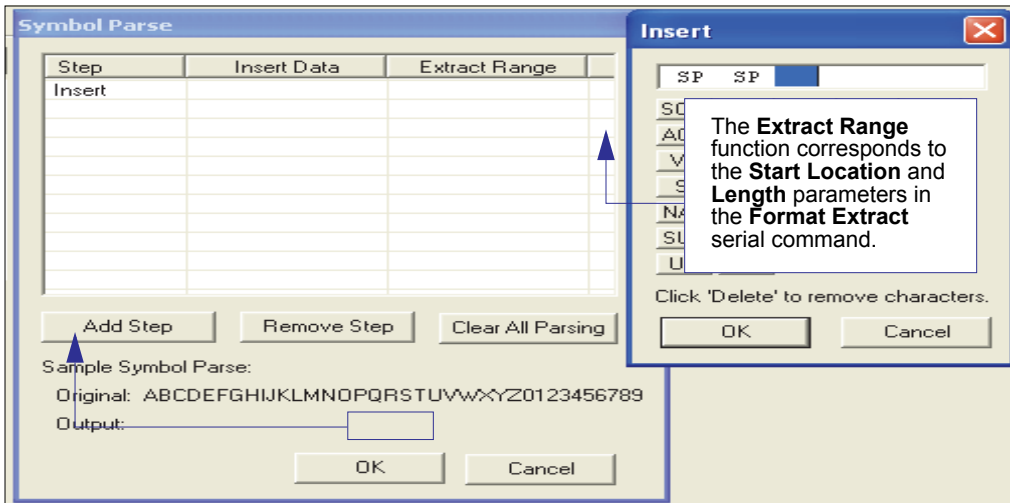 Symbol Parse
Step Insert Data Extract Range
Insert
Add Step Remove Step Clear All Parsing
Sample Symbol Parse:
Original: ABCDEFGHIJKLMNOPQRSTUVWXYZ0123456789
Output:
OK Cancel
Insert
SP SP
The Extract Range
function corresponds to
the Start Location and
Length parameters in
the Format Extract
serial command.
Click 'Delete' to remove characters.
OK Cancel